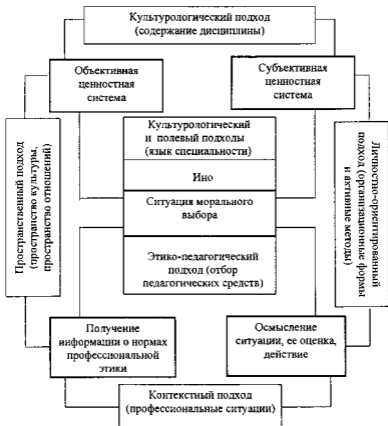 Культурологический подход
(содержание дисциплины)
Объективная
ценностная
система
Субъективная
ценностная
система
Культурологический
и полевый подходы
(язык специальности)
Ино
Ситуация морального
выбора
Этико-педагогический
подход (отбор
педагогических средств)
Пространственный подход
(пространство культуры,
пространство отношений)
Личностно-ориентированный
подход (организационные формы
и активные методы)
Получение
информации о нормах
профессиональной
этики
Осмысление
ситуации, ее оценка,
действие
Контекстный подход
(профессиональные ситуации)